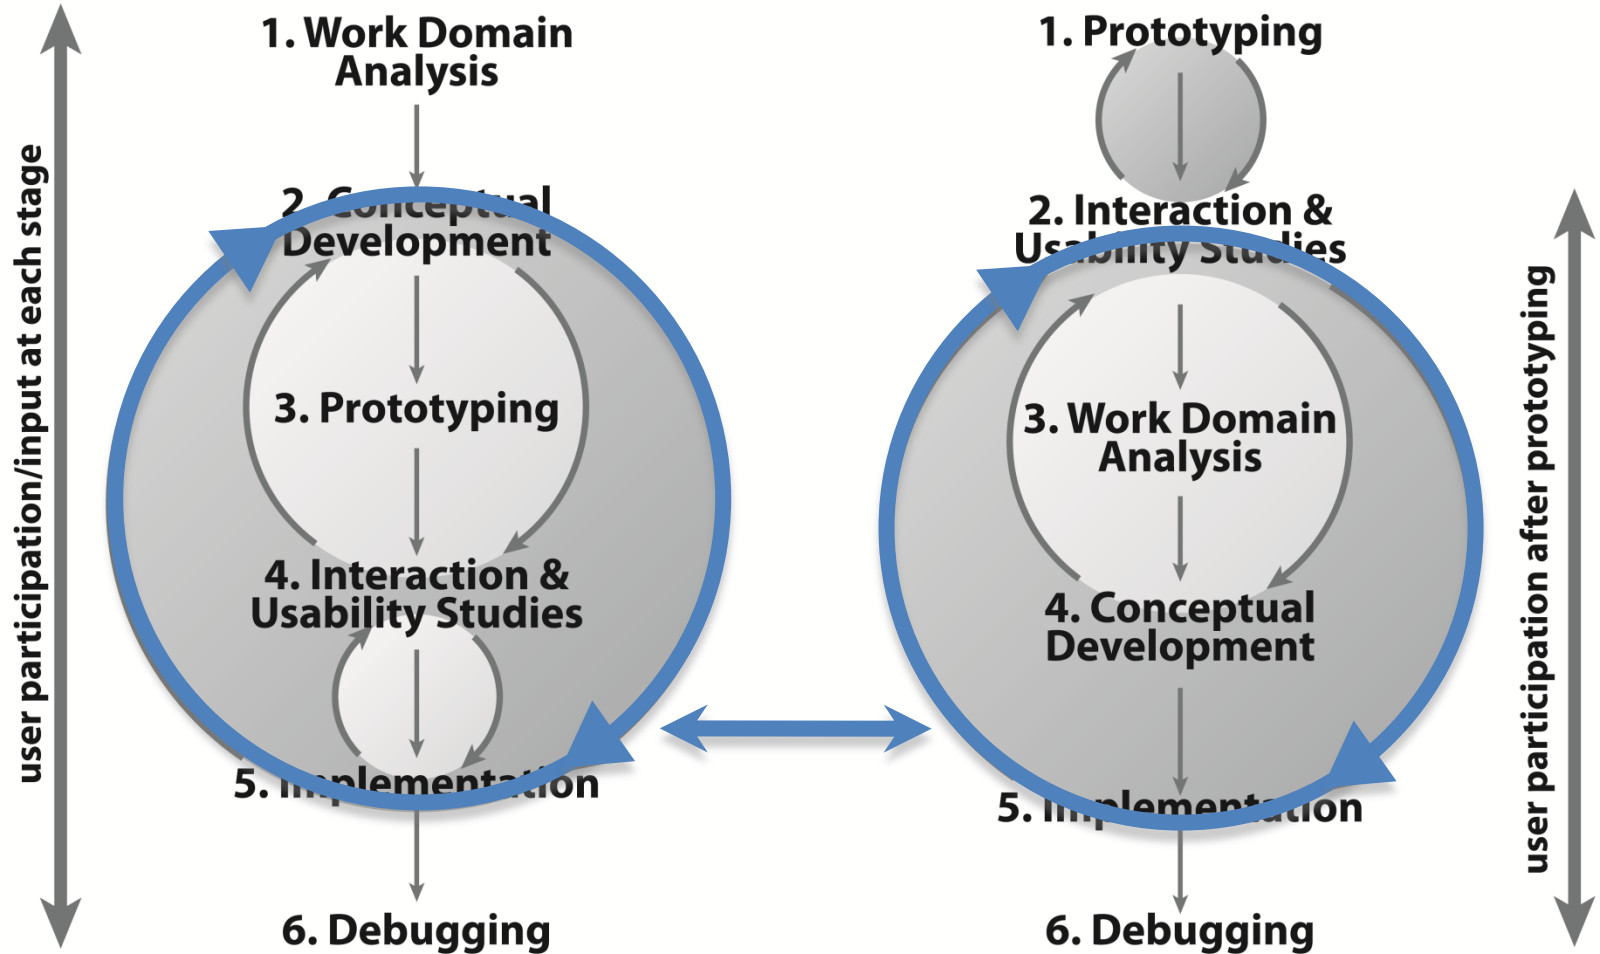 user participation/input at each stage
1. Work Domain
Analysis
2. Conceptual
Development
3. Prototyping
4. Interaction &
Usability Studies
5. Implementation
6. Debugging
1. Prototyping
2. Interaction &
Usability Studies
3. Work Domain
Analysis
4. Conceptual
Development
5. Implementation
6. Debugging
user participation after prototyping